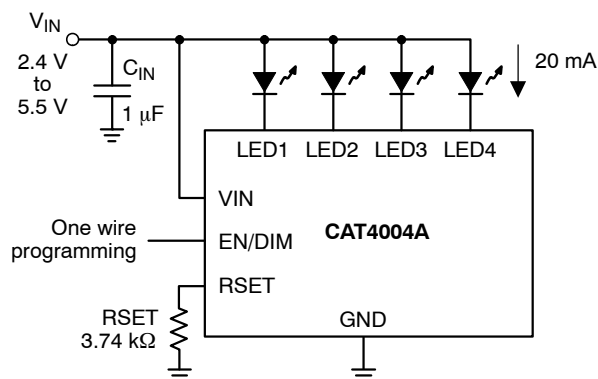 VIN
2.4 V
to
5.5 V
CIN
1 μF
20 mA
LED1 LED2 LED3 LED4
VIN
One wire
programming
EN/DIM
CAT4004A
RSET
RSET
3.74 kΩ
GND